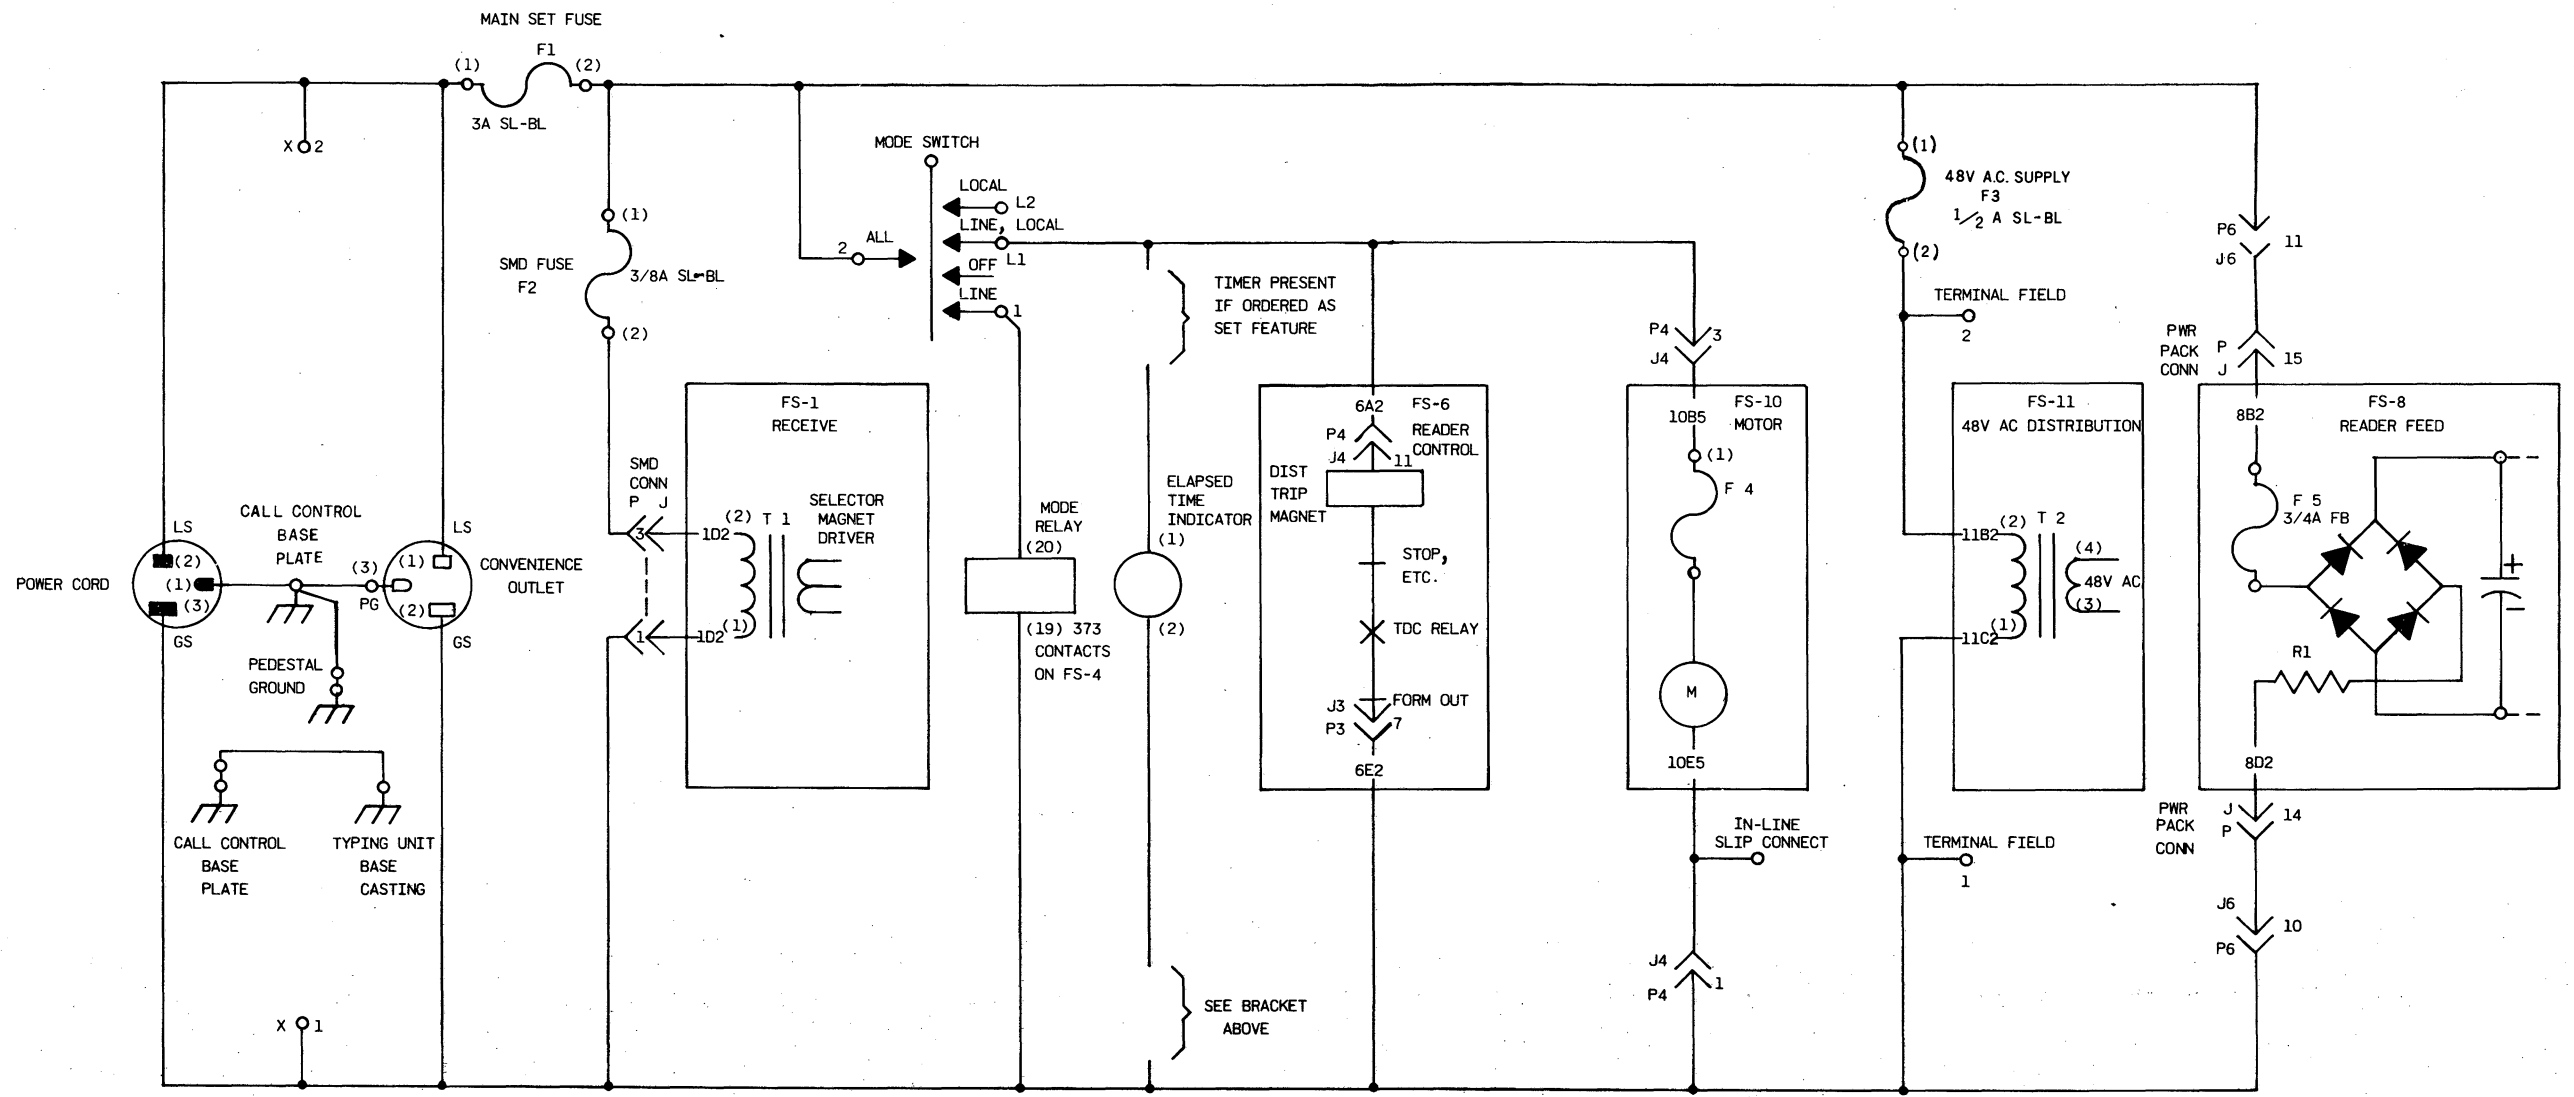 MAIN SET FUSE
F1
(1)
(2)
3A SL-BL
X 2
(1)
SMD FUSE
F2
3/8A SL-BL
(2)
MODE SWITCH
LOCAL
L2
LINE, LOCAL
L1
2
ALL
OFF
LINE
1
TIMER PRESENT
IF ORDERED AS
SET FEATURE
P4
3
J4
(1)
48V A.C. SUPPLY
F3
1/2 A SL-BL
(2)
TERMINAL FIELD
2
P6
11
J6
PWR
PACK
CONN
P
J
15
POWER CORD
LS
(2)
(1)
(3)
GS
CALL CONTROL
BASE
PLATE
(3)
PG
LS
(1)
(2)
GS
CONVENIENCE
OUTLET
PEDESTAL
GROUND
CALL CONTROL
BASE
PLATE
TYPING UNIT
BASE
CASTING
X 1
SMD
CONN
P J
3
1
FS-1
RECEIVE
1D2
(2)
T 1
SELECTOR
MAGNET
DRIVER
1D2
(1)
MODE
RELAY
(20)
(19) 373
CONTACTS
ON FS-4
ELAPSED
TIME
INDICATOR
(1)
(2)
SEE BRACKET
ABOVE
6A2
FS-6
READER
CONTROL
P4
J4
11
DIST
TRIP
MAGNET
STOP,
ETC.
TDC RELAY
FORM OUT
J3
P3
7
6E2
FS-10
MOTOR
10B5
(1)
F 4
M
10E5
IN-LINE
SLIP CONNECT
J4
P4
1
FS-11
48V AC DISTRIBUTION
11B2
(2)
T 2
(4)
48V AC
(3)
11C2
(1)
TERMINAL FIELD
1
FS-8
READER FEED
8B2
F 5
3/4A FB
+
−
R1
8D2
PWR
PACK
CONN
J
P
14
J6
10
P6